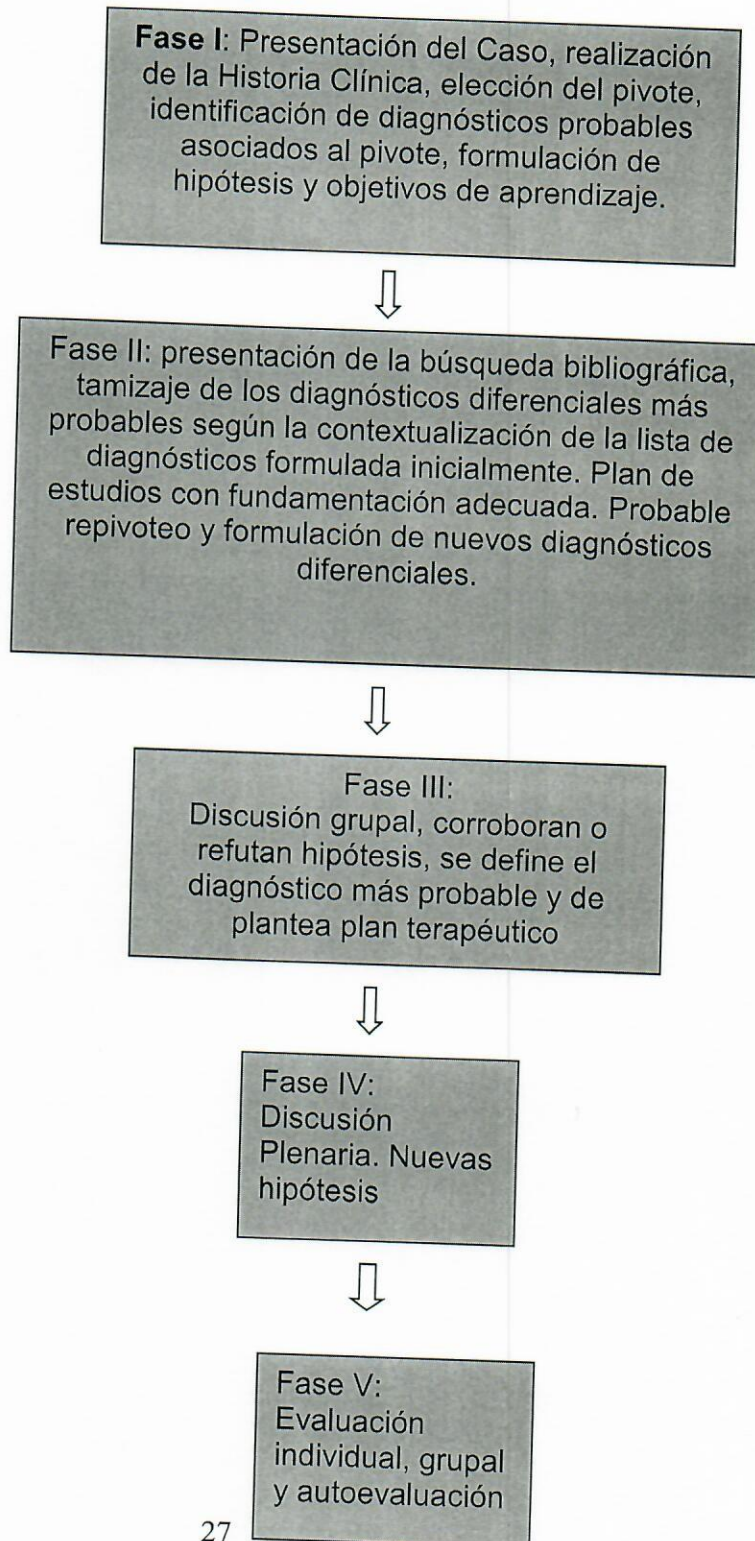 Fase I: Presentación del Caso, realización
de la Historia Clínica, elección del pivote,
identificación de diagnósticos probables
asociados al pivote, formulación de
hipótesis y objetivos de aprendizaje.
Fase II: presentación de la búsqueda bibliográfica,
tamizaje de los diagnósticos diferenciales más
probables según la contextualización de la lista de
diagnósticos formulada inicialmente. Plan de
estudios con fundamentación adecuada. Probable
repivoteo y formulación de nuevos diagnósticos
diferenciales.
Fase III:
Discusión grupal, corroboran o
refutan hipótesis, se define el
diagnóstico más probable y de
plantea plan terapéutico
Fase IV:
Discusión
Plenaria. Nuevas
hipótesis
Fase V:
Evaluación
individual, grupal
y autoevaluación
27